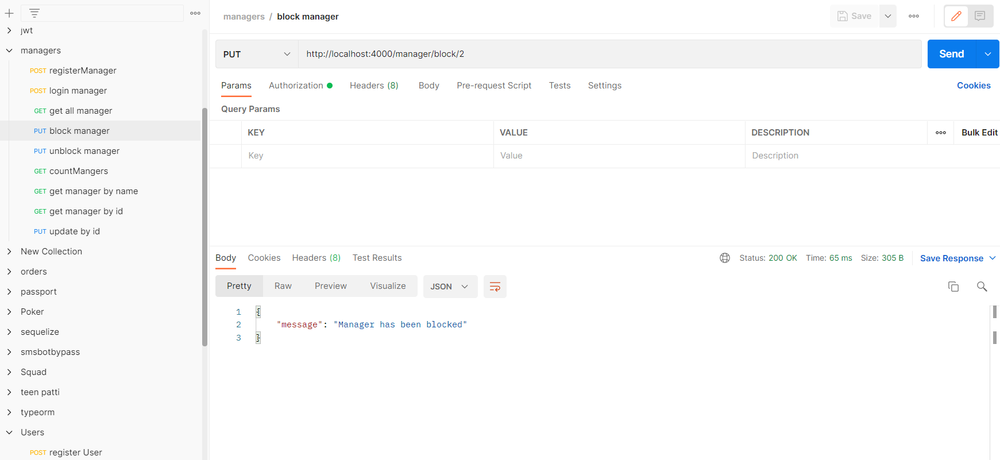 jwt
managers
POST registerManager
POST login manager
GET get all manager
PUT block manager
PUT unblock manager
GET countMangers
GET get manager by name
GET get manager by id
PUT update by id
New Collection
orders
passport
Poker
sequelize
smsbotbypass
Squad
teen patti
typeorm
Users
POST register User
managers / block manager
Save
PUT http://localhost:4000/manager/block/2 Send
Params Authorization Headers (8) Body Pre-request Script Tests Settings Cookies
Query Params
KEY VALUE DESCRIPTION Bulk Edit
Key Value Description
Body Cookies Headers (8) Test Results Status: 200 OK Time: 65 ms Size: 305 B Save Response
Pretty Raw Preview Visualize JSON
1 {
2 "message": "Manager has been blocked"
3 }